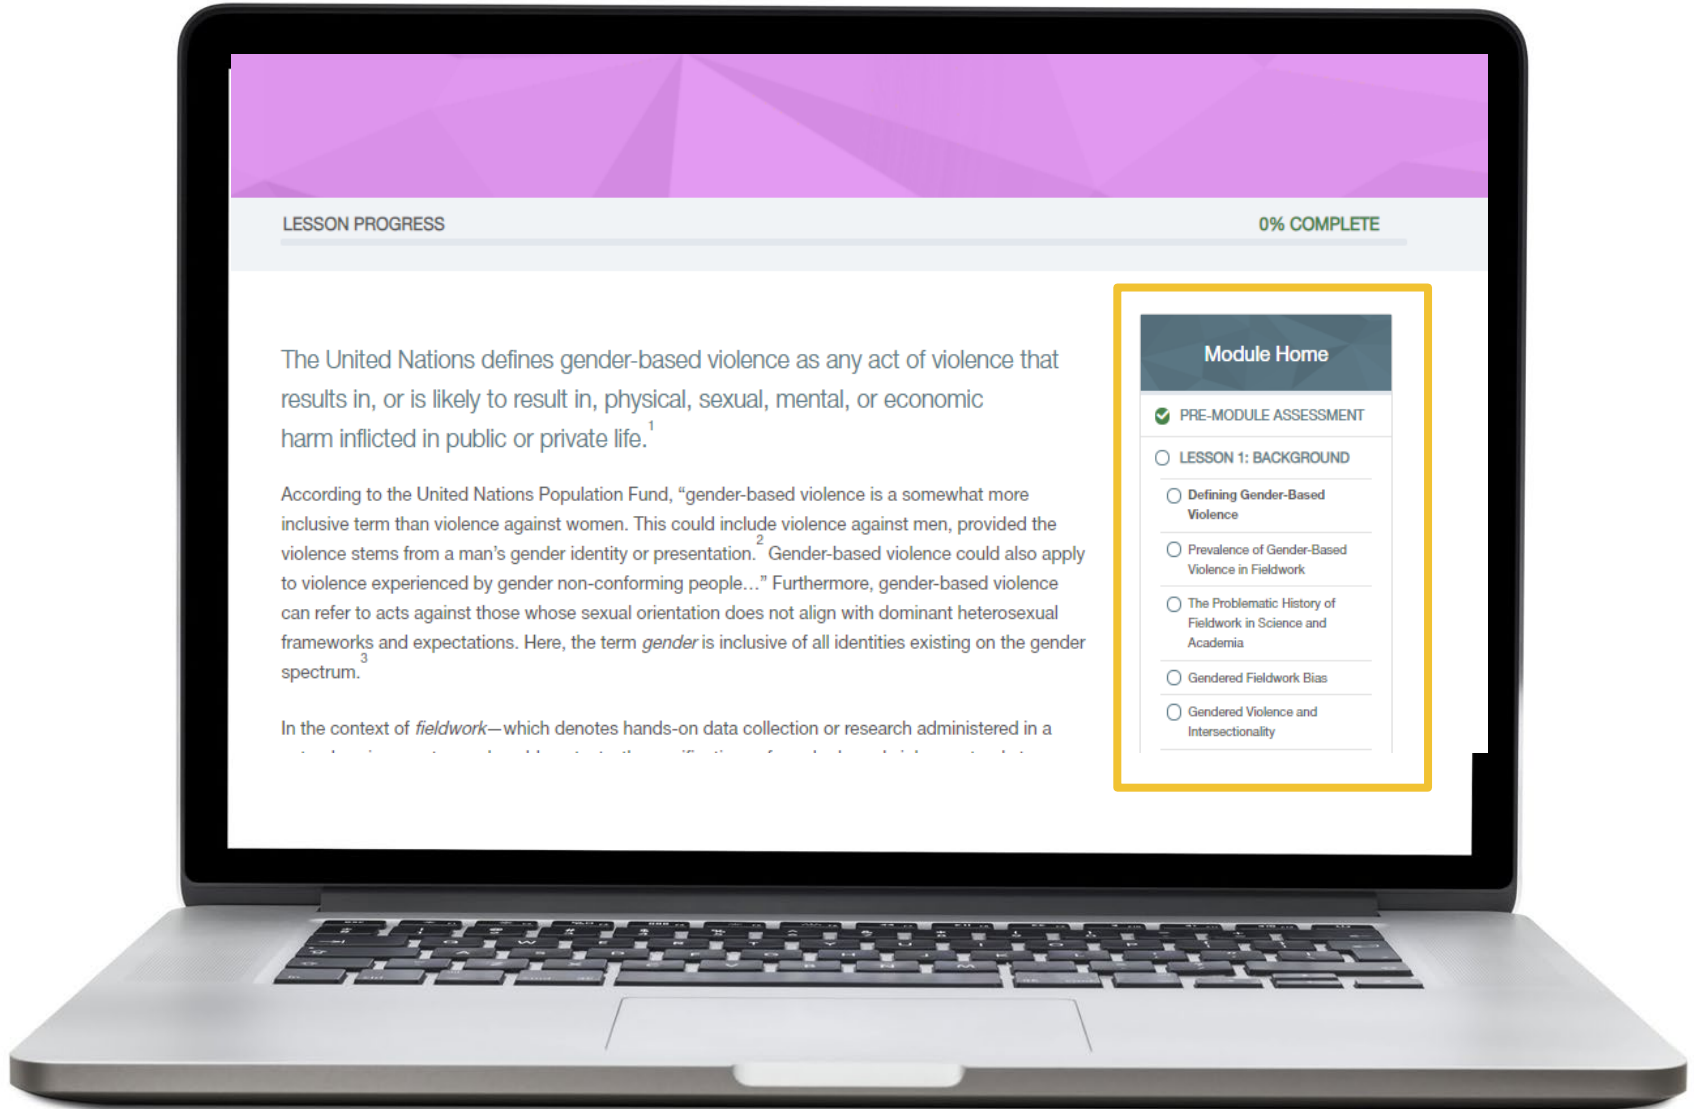 LESSON PROGRESS
0% COMPLETE
The United Nations defines gender-based violence as any act of violence that
results in, or is likely to result in, physical, sexual, mental, or economic
harm inflicted in public or private life.1
According to the United Nations Population Fund, “gender-based violence is a somewhat more
inclusive term than violence against women. This could include violence against men, provided the
violence stems from a man’s gender identity or presentation.2 Gender-based violence could also apply
to violence experienced by gender non-conforming people…” Furthermore, gender-based violence
can refer to acts against those whose sexual orientation does not align with dominant heterosexual
frameworks and expectations. Here, the term gender is inclusive of all identities existing on the gender
spectrum.3
In the context of fieldwork—which denotes hands-on data collection or research administered in a
Module Home
PRE-MODULE ASSESSMENT
LESSON 1: BACKGROUND
Defining Gender-Based
Violence
Prevalence of Gender-Based
Violence in Fieldwork
The Problematic History of
Fieldwork in Science and
Academia
Gendered Fieldwork Bias
Gendered Violence and
Intersectionality